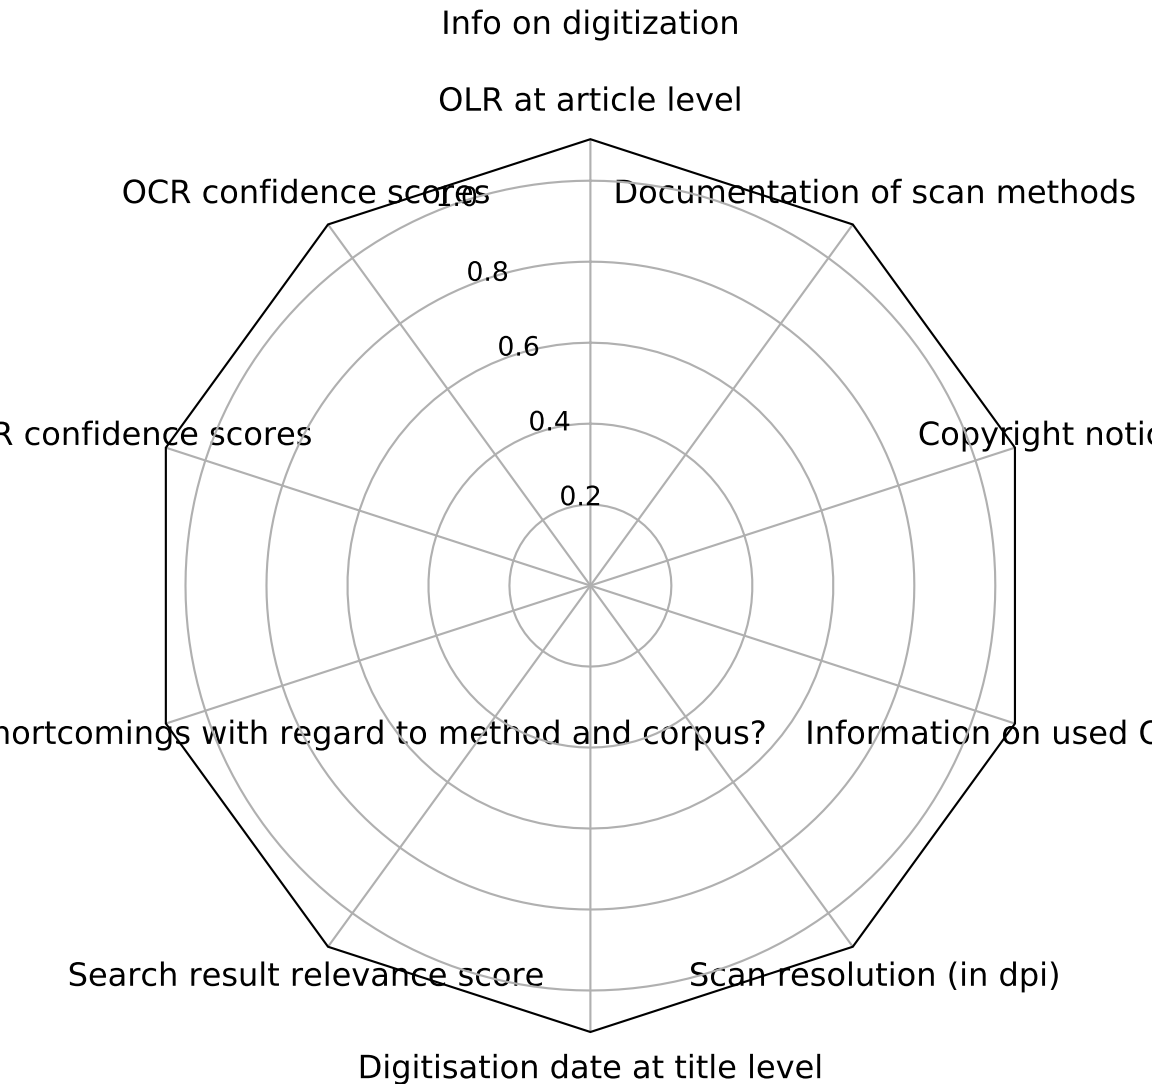 Info on digitization
OLR at article level
OCR confidence scores
Documentation of scan methods
1.0
0.8
0.6
0.4
0.2
confidence scores
Copyright
with regard to method and corpus?
Information on used
Search result relevance score
Scan resolution (in dpi)
Digitisation date at title level